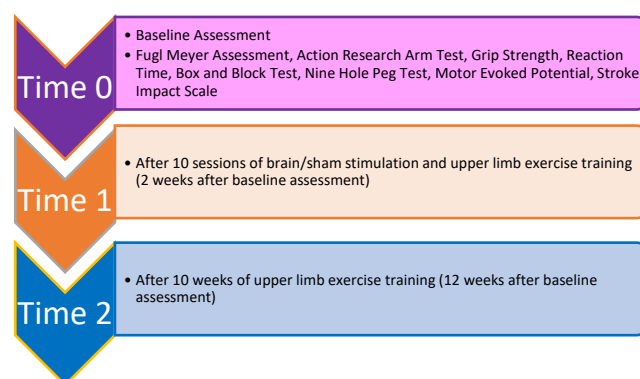 Time 0
• Baseline Assessment
• Fugl Meyer Assessment, Action Research Arm Test, Grip Strength, Reaction
Time, Box and Block Test, Nine Hole Peg Test, Motor Evoked Potential, Stroke
Impact Scale
Time 1
• After 10 sessions of brain/sham stimulation and upper limb exercise training
(2 weeks after baseline assessment)
Time 2
• After 10 weeks of upper limb exercise training (12 weeks after baseline
assessment)